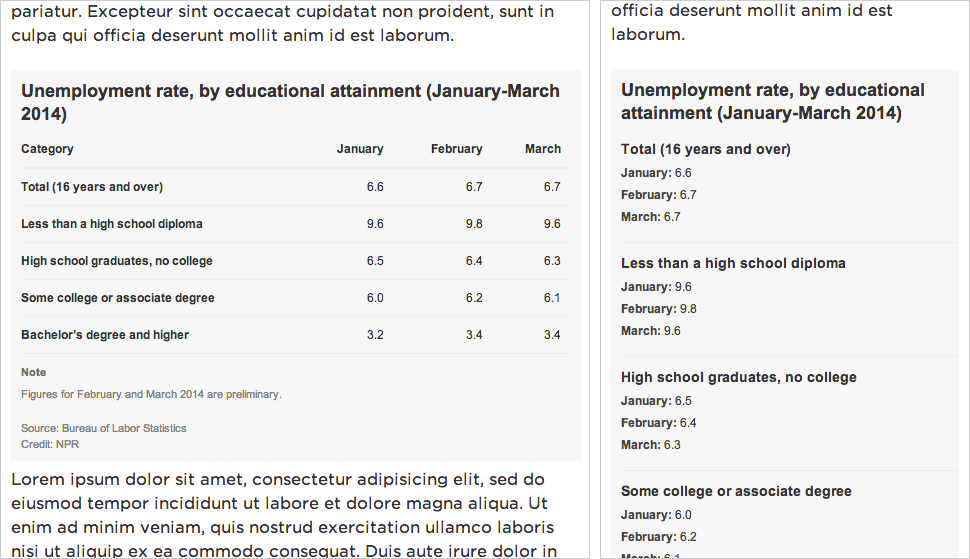 pariatur. Excepteur sint occaecat cupidatat non proident, sunt in
culpa qui officia deserunt mollit anim id est laborum.
Unemployment rate, by educational attainment (January-March
2014)
Category January February March
Total (16 years and over) 6.6 6.7 6.7
Less than a high school diploma 9.6 9.8 9.6
High school graduates, no college 6.5 6.4 6.3
Some college or associate degree 6.0 6.2 6.1
Bachelor's degree and higher 3.2 3.4 3.4
Note
Figures for February and March 2014 are preliminary.
Source: Bureau of Labor Statistics
Credit: NPR
Lorem ipsum dolor sit amet, consectetur adipisicing elit, sed do
eiusmod tempor incididunt ut labore et dolore magna aliqua. Ut
enim ad minim veniam, quis nostrud exercitation ullamco laboris
nisi ut aliquip ex ea commodo consequat. Duis aute irure dolor in
officia deserunt mollit anim id est
laborum.
Unemployment rate, by educational
attainment (January-March 2014)
Total (16 years and over)
January: 6.6
February: 6.7
March: 6.7
Less than a high school diploma
January: 9.6
February: 9.8
March: 9.6
High school graduates, no college
January: 6.5
February: 6.4
March: 6.3
Some college or associate degree
January: 6.0
February: 6.2
March: 6.1